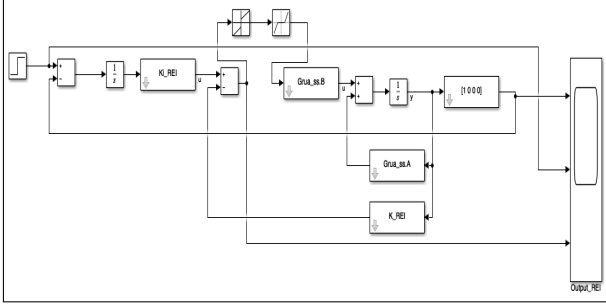 +
−
1
s
Ki_REI
u
+
−
Grua_ss.B
u
+
+
1
s
y
[1 0 0 0]
Grua_ss.A
K_REI
Output_REI